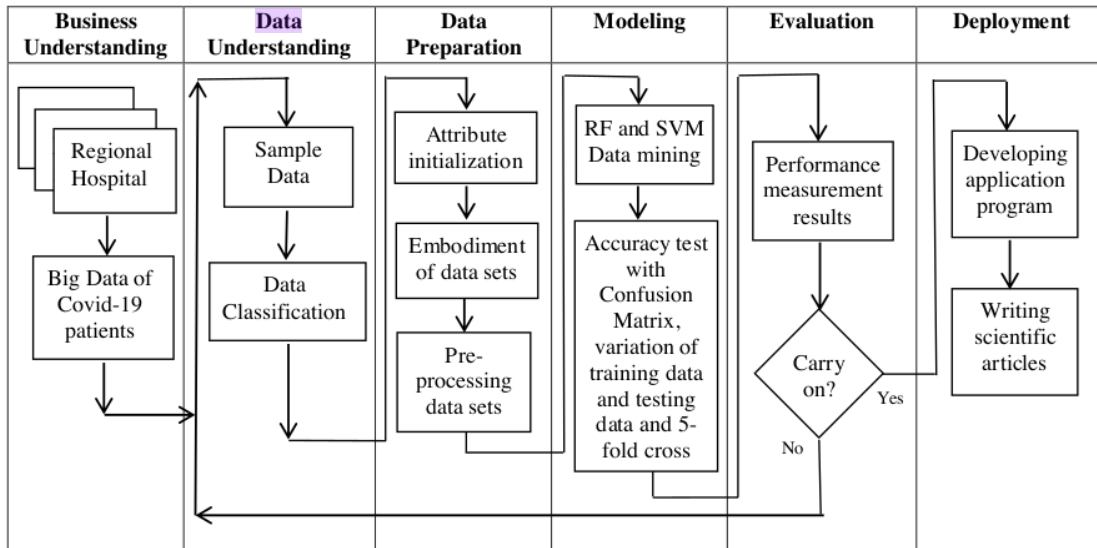 Business
Understanding
Data
Understanding
Data
Preparation
Modeling
Evaluation
Deployment
Regional
Hospital
Big Data of
Covid-19
patients
Sample
Data
Data
Classification
Attribute
initialization
Embodiment
of data sets
Pre-
processing
data sets
RF and SVM
Data mining
Accuracy test
with
Confusion
Matrix,
variation of
training data
and testing
data and 5-
fold cross
Performance
measurement
results
Carry
on?
Yes
No
Developing
application
program
Writing
scientific
articles